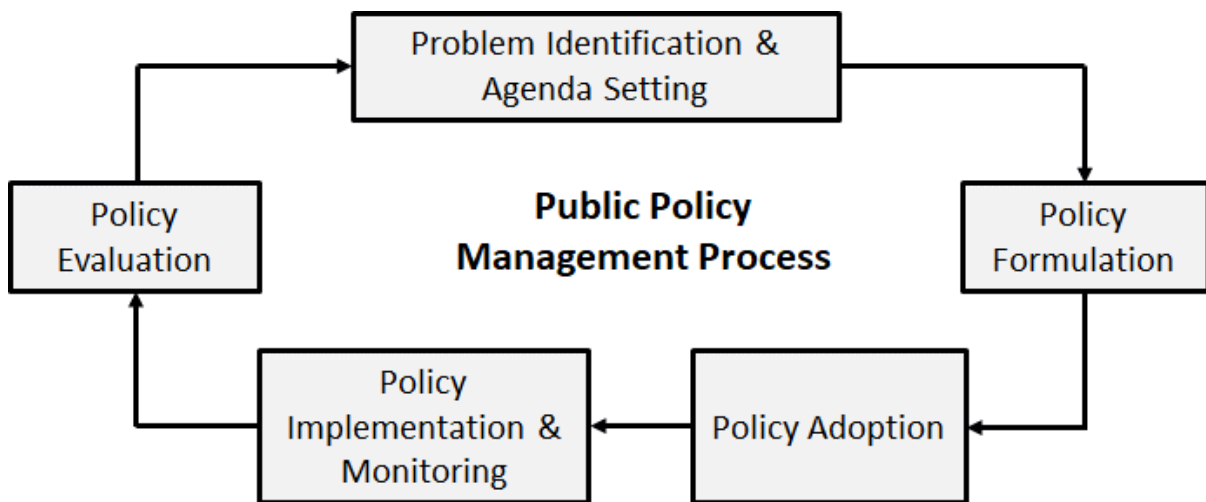 Problem Identification &
Agenda Setting
Policy
Evaluation
Public Policy
Management Process
Policy
Formulation
Policy
Implementation &
Monitoring
Policy Adoption